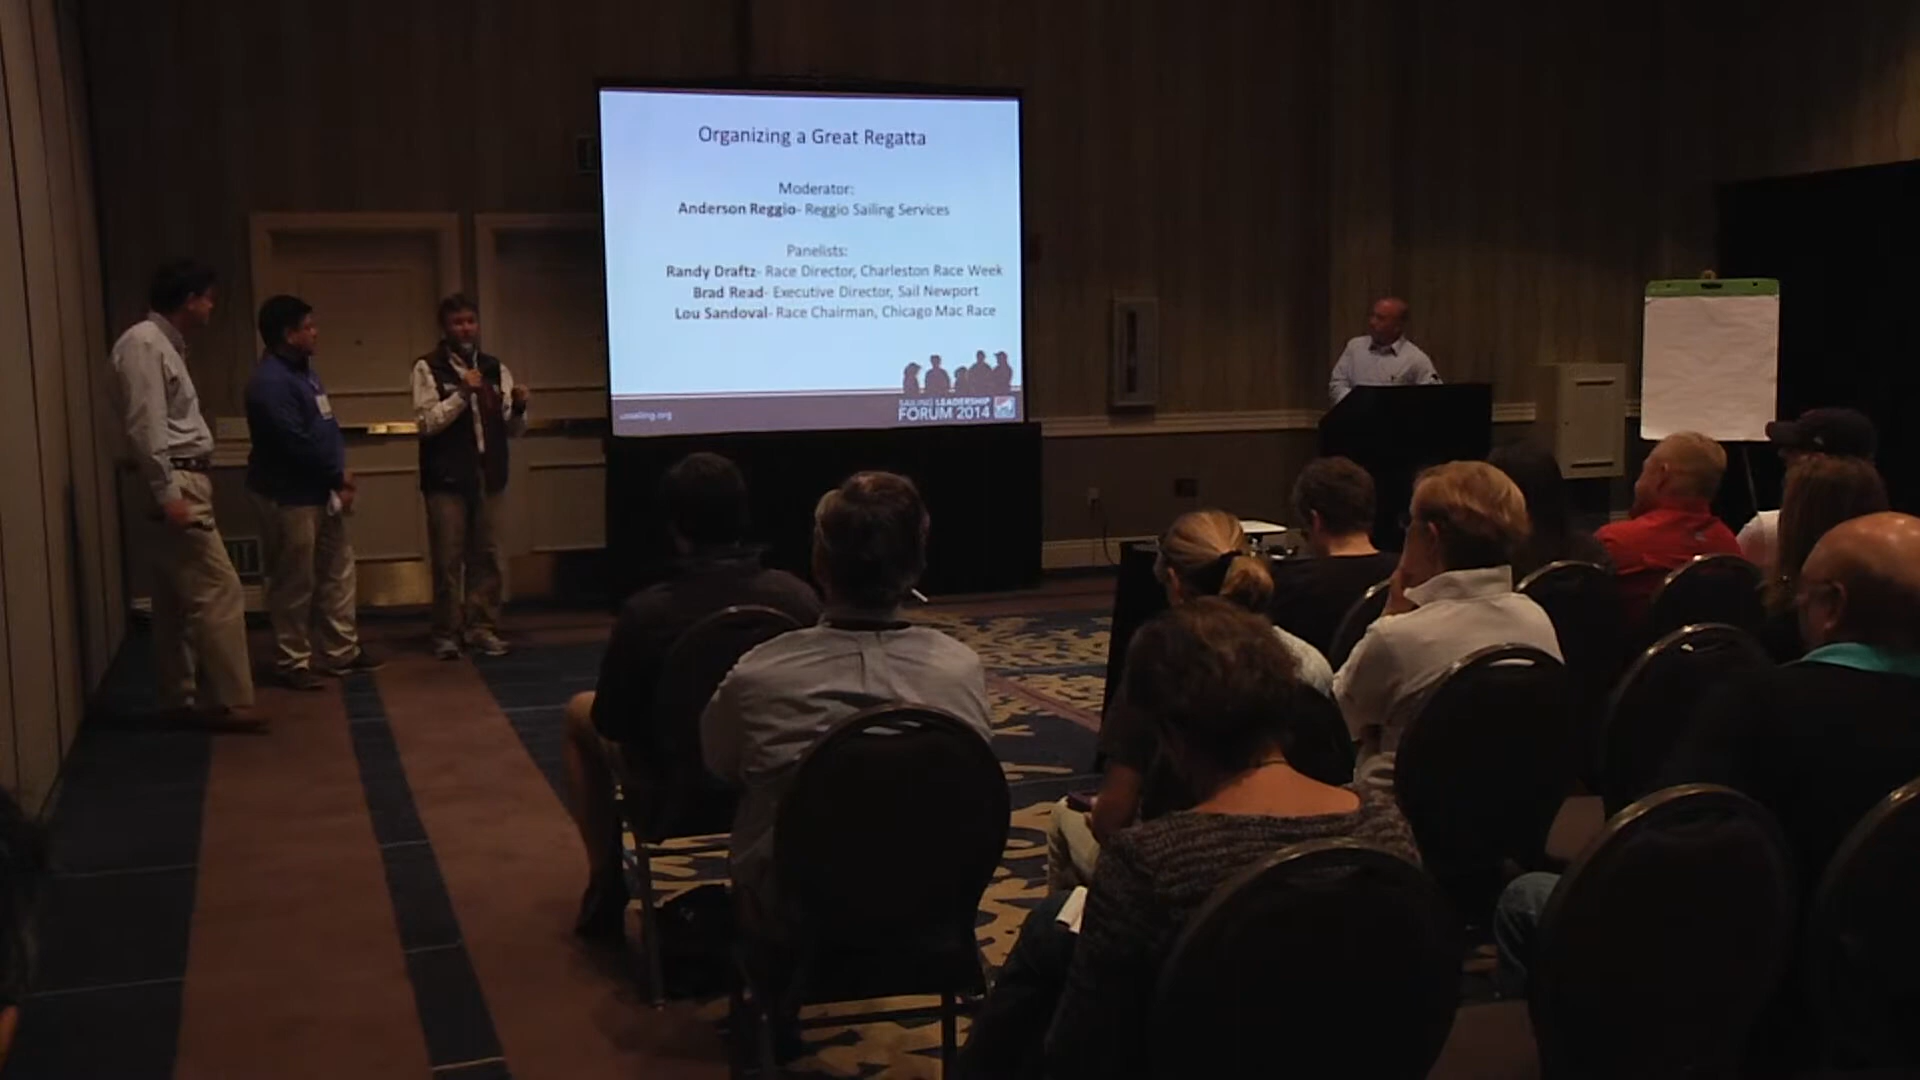 Organizing a Great Regatta
Moderator:
Anderson Reggio- Reggio Sailing Services
Panelists:
Randy Draftz- Race Director, Charleston Race Week
Brad Read- Executive Director, Sail Newport
Lou Sandoval- Race Chairman, Chicago Mac Race
ussailing.org
SAILING LEADERSHIP
FORUM 2014